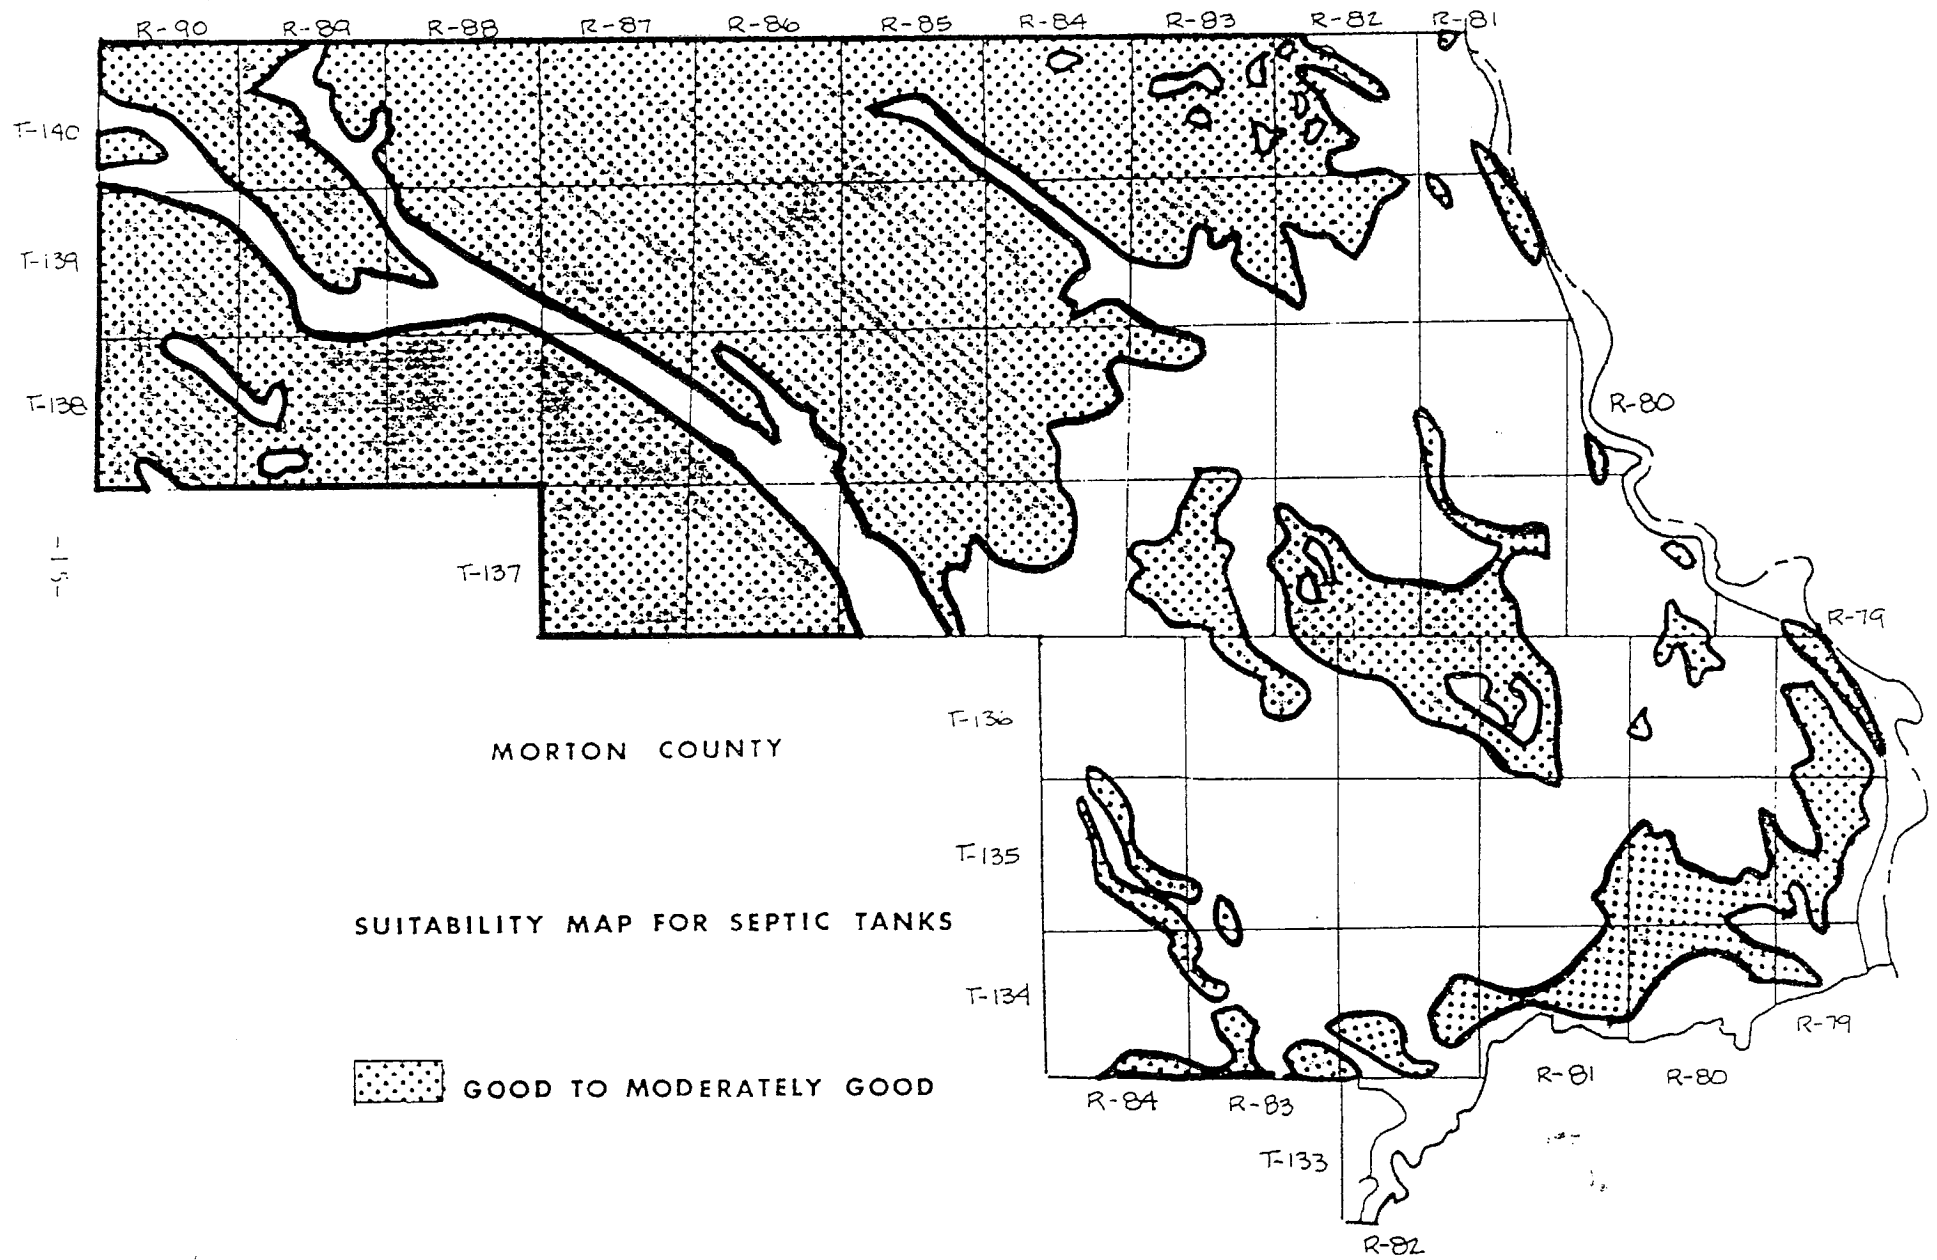 R-90 R-89 R-88 R-87 R-86 R-85 R-84 R-83 R-82 R-81
T-140
T-139
T-138
R-80
T-137
R-79
T-136
MORTON COUNTY
T-135
SUITABILITY MAP FOR SEPTIC TANKS
T-134
R-79
GOOD TO MODERATELY GOOD
R-81 R-80
R-84 R-83
T-133
R-82